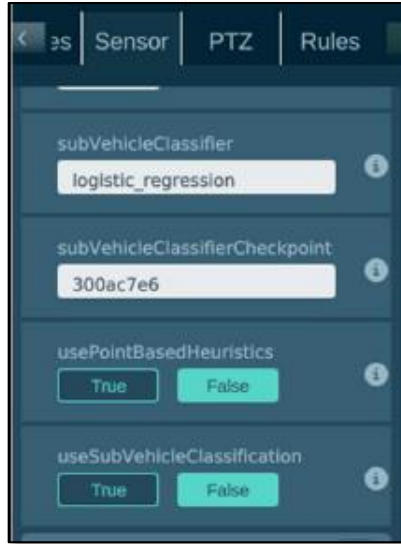 es Sensor PTZ Rules
subVehicleClassifier
logistic_regression
subVehicleClassifierCheckpoint
300ac7e6
usePointBasedHeuristics
True False
useSubVehicleClassification
True False